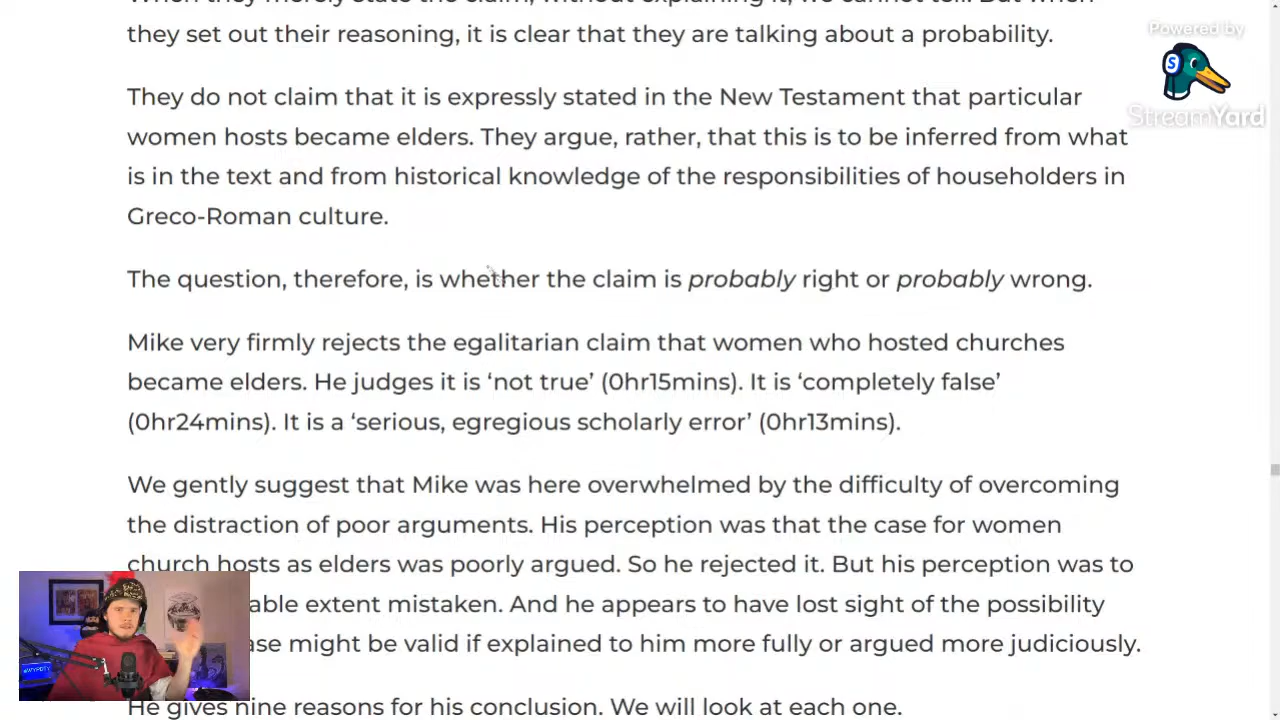 they set out their reasoning, it is clear that they are talking about a probability.
They do not claim that it is expressly stated in the New Testament that particular
women hosts became elders. They argue, rather, that this is to be inferred from what
is in the text and from historical knowledge of the responsibilities of householders in
Greco-Roman culture.
The question, therefore, is whether the claim is probably right or probably wrong.
Mike very firmly rejects the egalitarian claim that women who hosted churches
became elders. He judges it is ‘not true’ (0hr15mins). It is ‘completely false’
(0hr24mins). It is a ‘serious, egregious scholarly error’ (0hr13mins).
We gently suggest that Mike was here overwhelmed by the difficulty of overcoming
the distraction of poor arguments. His perception was that the case for women
church hosts as elders was poorly argued. So he rejected it. But his perception was to
able extent mistaken. And he appears to have lost sight of the possibility
ase might be valid if explained to him more fully or argued more judiciously.
He gives nine reasons for his conclusion. We will look at each one.
Powered by
S
StreamYard
#WYPDTY